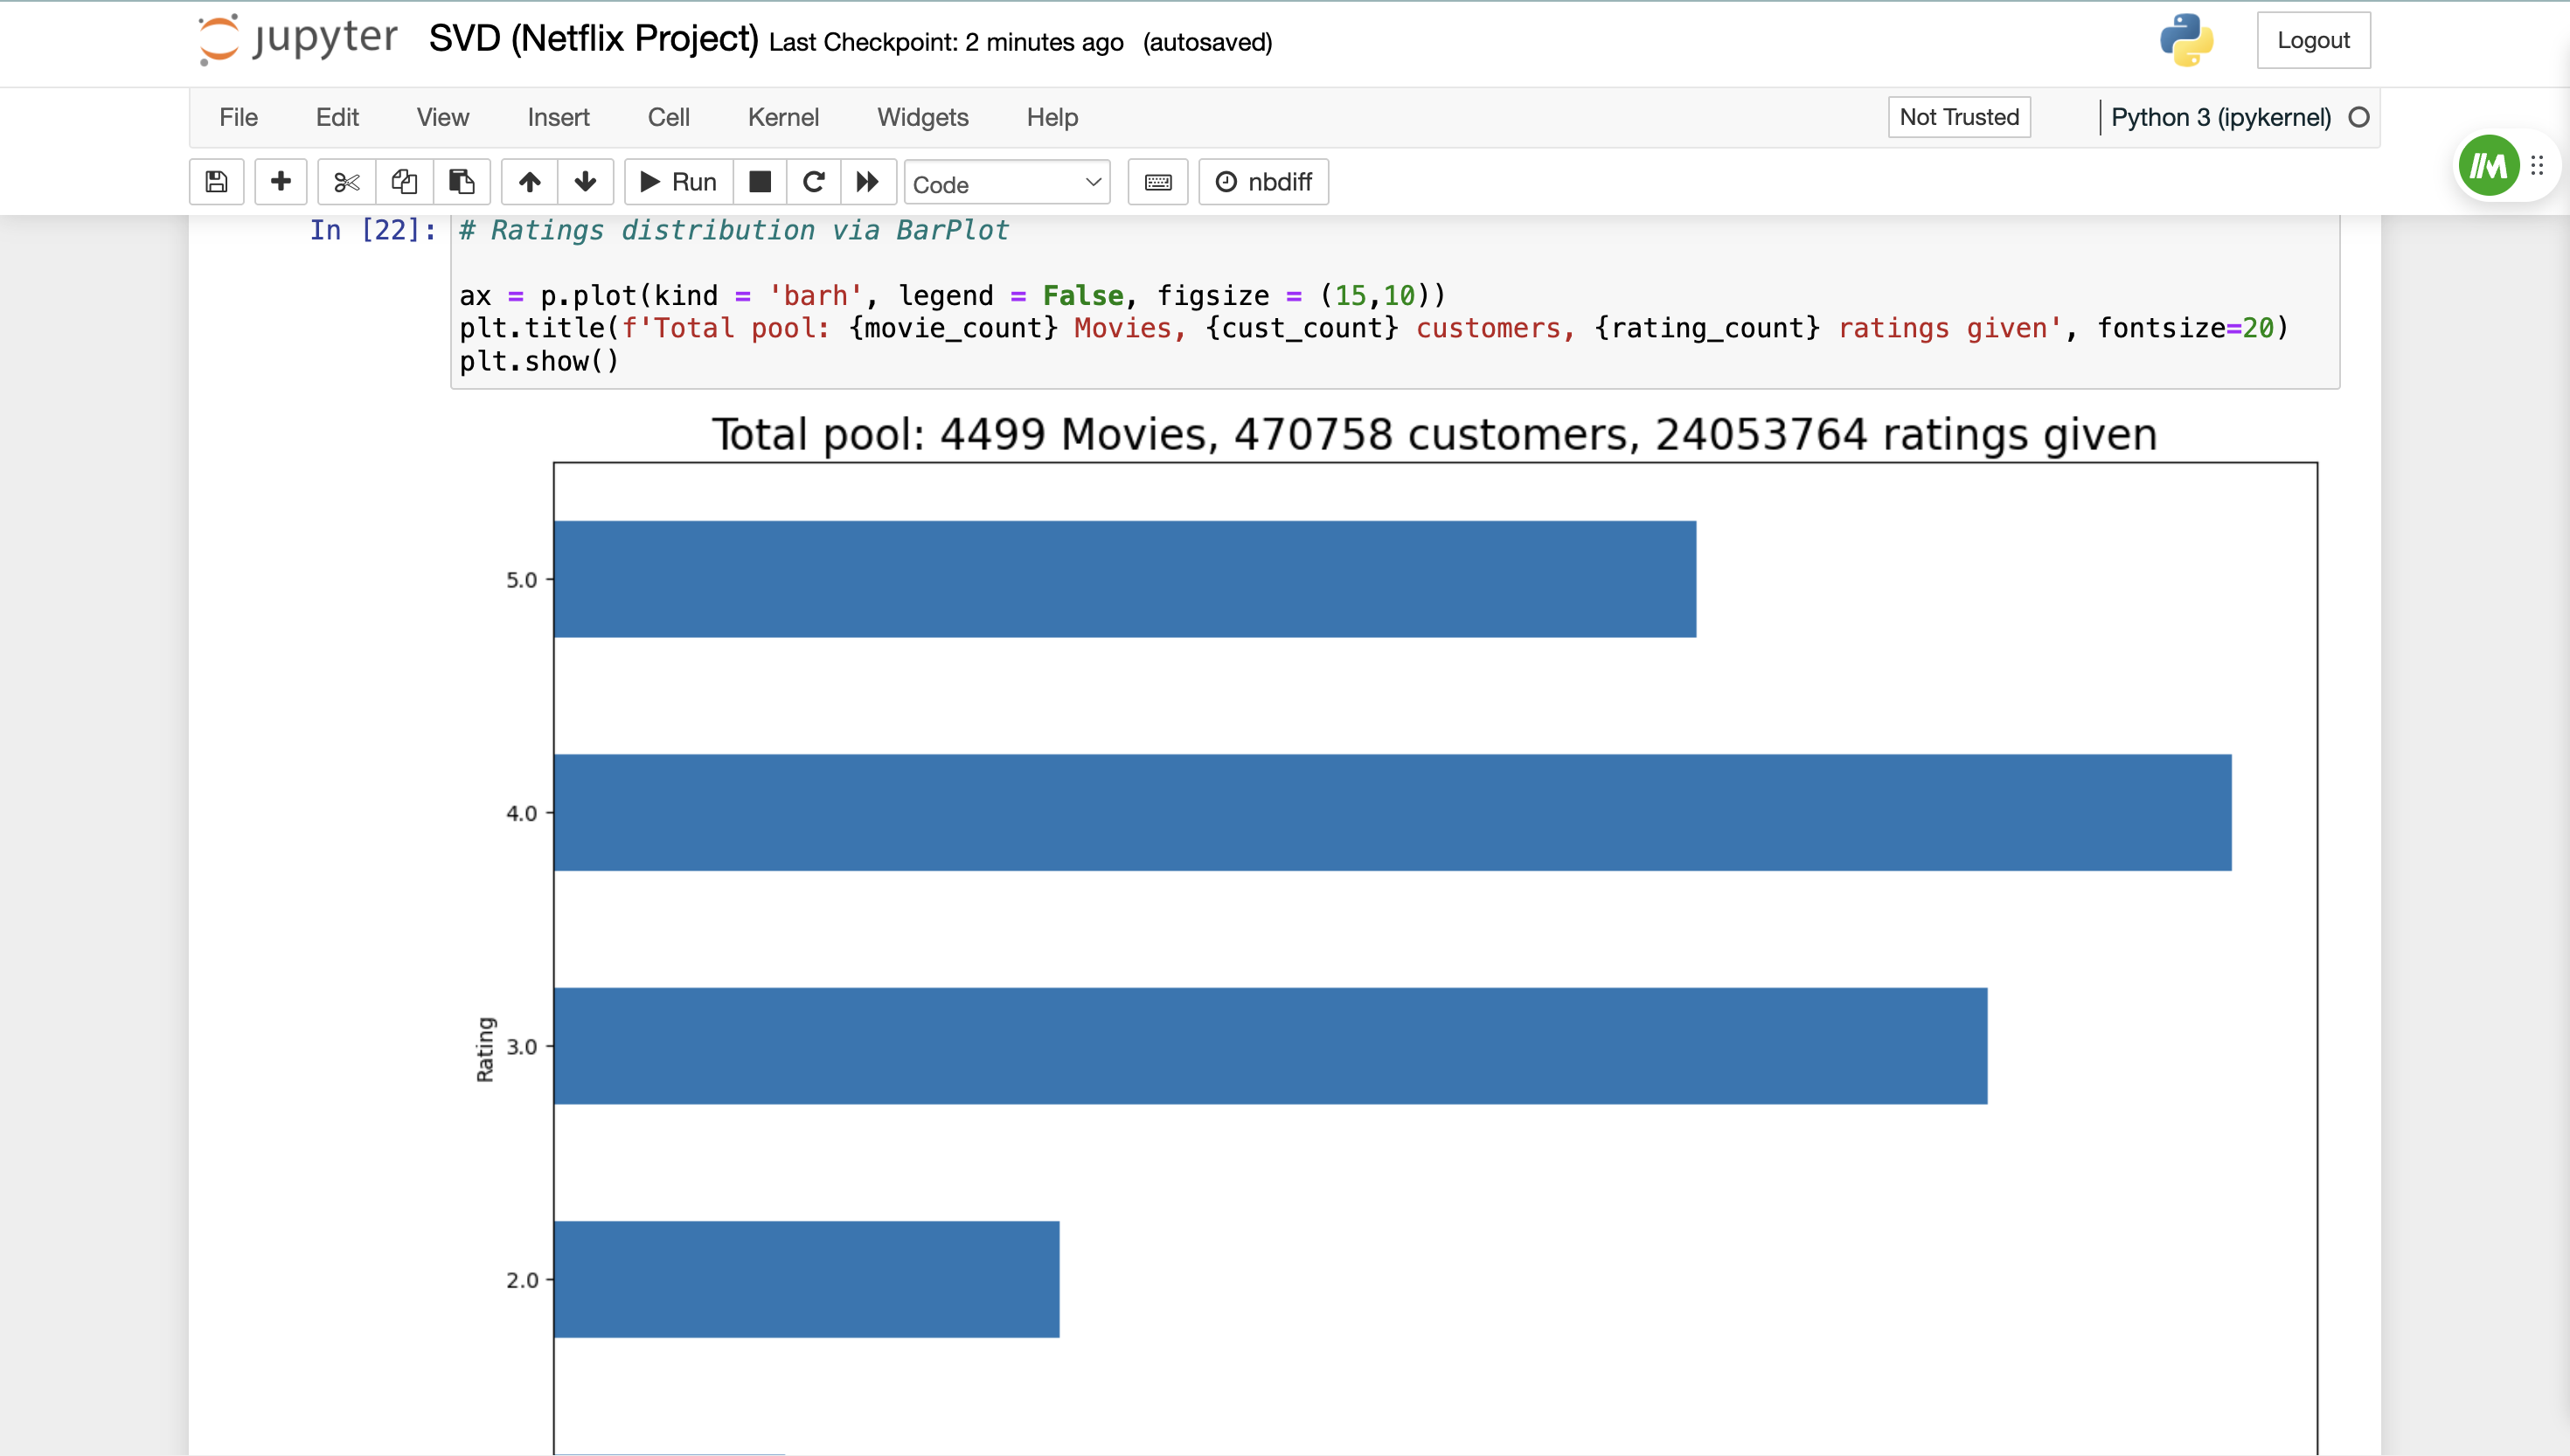 jupyter SVD (Netflix Project) Last Checkpoint: 2 minutes ago (autosaved) Logout
File Edit View Insert Cell Kernel Widgets Help Not Trusted Python 3 (ipykernel)
Run Code nbdiff
In [22]: # Ratings distribution via BarPlot
ax = p.plot(kind = 'barh', legend = False, figsize = (15,10))
plt.title(f'Total pool: {movie_count} Movies, {cust_count} customers, {rating_count} ratings given', fontsize=20)
plt.show()
Total pool: 4499 Movies, 470758 customers, 24053764 ratings given
5.0
4.0
Rating
3.0
2.0